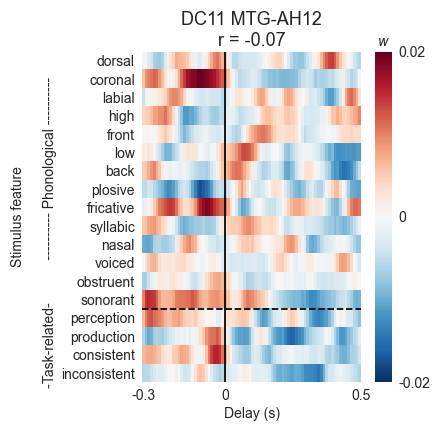 DC11 MTG-AH12
r = -0.07
w
dorsal
coronal
labial
high
front
low
back
plosive
fricative
syllabic
nasal
voiced
obstruent
sonorant
perception
production
consistent
inconsistent
Stimulus feature
-Task-related- ---------- Phonological ----------
0.02
0
-0.02
-0.3 0 0.5
Delay (s)